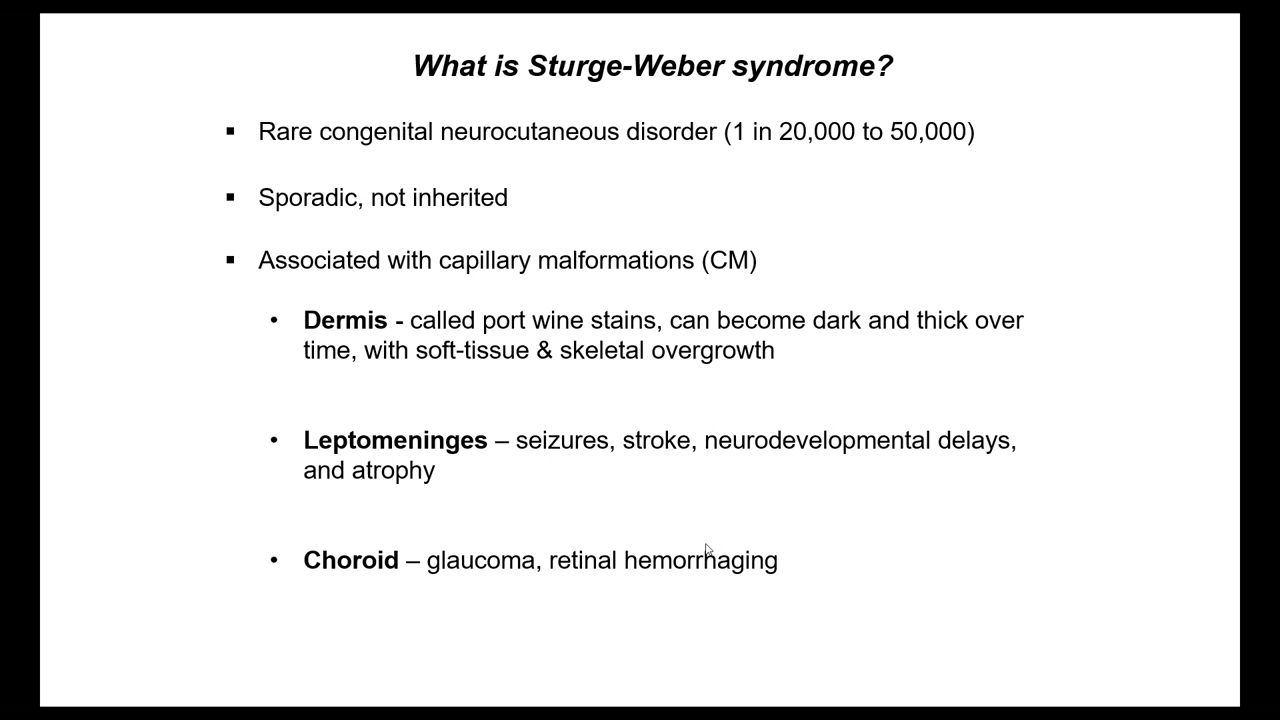 What is Sturge-Weber syndrome?
▪ Rare congenital neurocutaneous disorder (1 in 20,000 to 50,000)
▪ Sporadic, not inherited
▪ Associated with capillary malformations (CM)
• Dermis - called port wine stains, can become dark and thick over
time, with soft-tissue & skeletal overgrowth
• Leptomeninges – seizures, stroke, neurodevelopmental delays,
and atrophy
• Choroid – glaucoma, retinal hemorrhaging